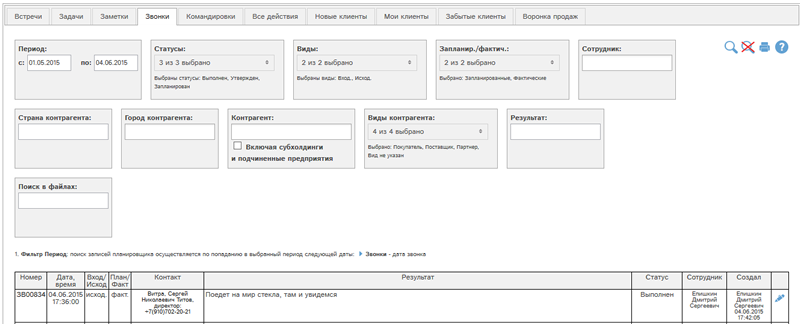 Встречи Задачи Заметки Звонки Командировки Все действия Новые клиенты Мои клиенты Забытые клиенты Воронка продаж
Период: Статусы: Виды: Запланир./фактич.: Сотрудник:
с: 01.05.2015 по: 04.06.2015 3 из 3 выбрано 2 из 2 выбрано 2 из 2 выбрано
Выбраны статусы: Выполнен, Утвержден, Запланирован
Выбраны виды: Вход., Исход.
Выбрано: Запланированные, Фактические
Страна контрагента: Город контрагента: Контрагент: Виды контрагента: Результат:
4 из 4 выбрано
Включая субхолдинги
и подчиненные предприятия
Выбрано: Покупатель, Поставщик, Партнер,
Вид не указан
Поиск в файлах:
1. Фильтр Период: поиск записей планировщика осуществляется по попаданию в выбранный период следующей даты: Звонки - дата звонка
Номер Дата, время Вход/Исход План/Факт Контакт Результат Статус Сотрудник Создал
ЗВ00834 04.06.2015 17:36:00 исход. факт. Витра, Сергей Николаевич Титов, директор: +7(910)702-20-21 Поедет на мир стекла, там и увидемся Выполнен Епишкин Дмитрий Сергеевич Епишкин Дмитрий Сергеевич 04.06.2015 17:42:05